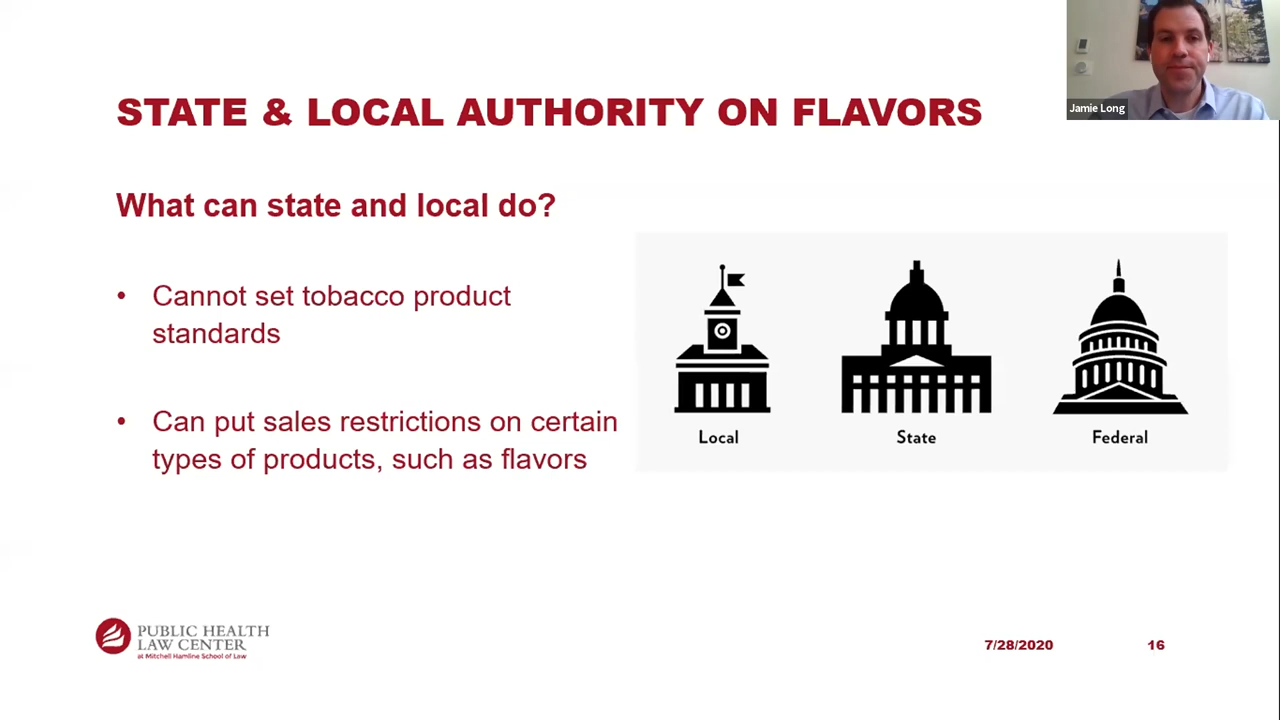 Jamie Long
STATE & LOCAL AUTHORITY ON FLAVORS
What can state and local do?
• Cannot set tobacco product
standards
• Can put sales restrictions on certain
types of products, such as flavors
Local
State
Federal
PUBLIC HEALTH
LAW CENTER
at Mitchell Hamline School of Law
7/28/2020
16